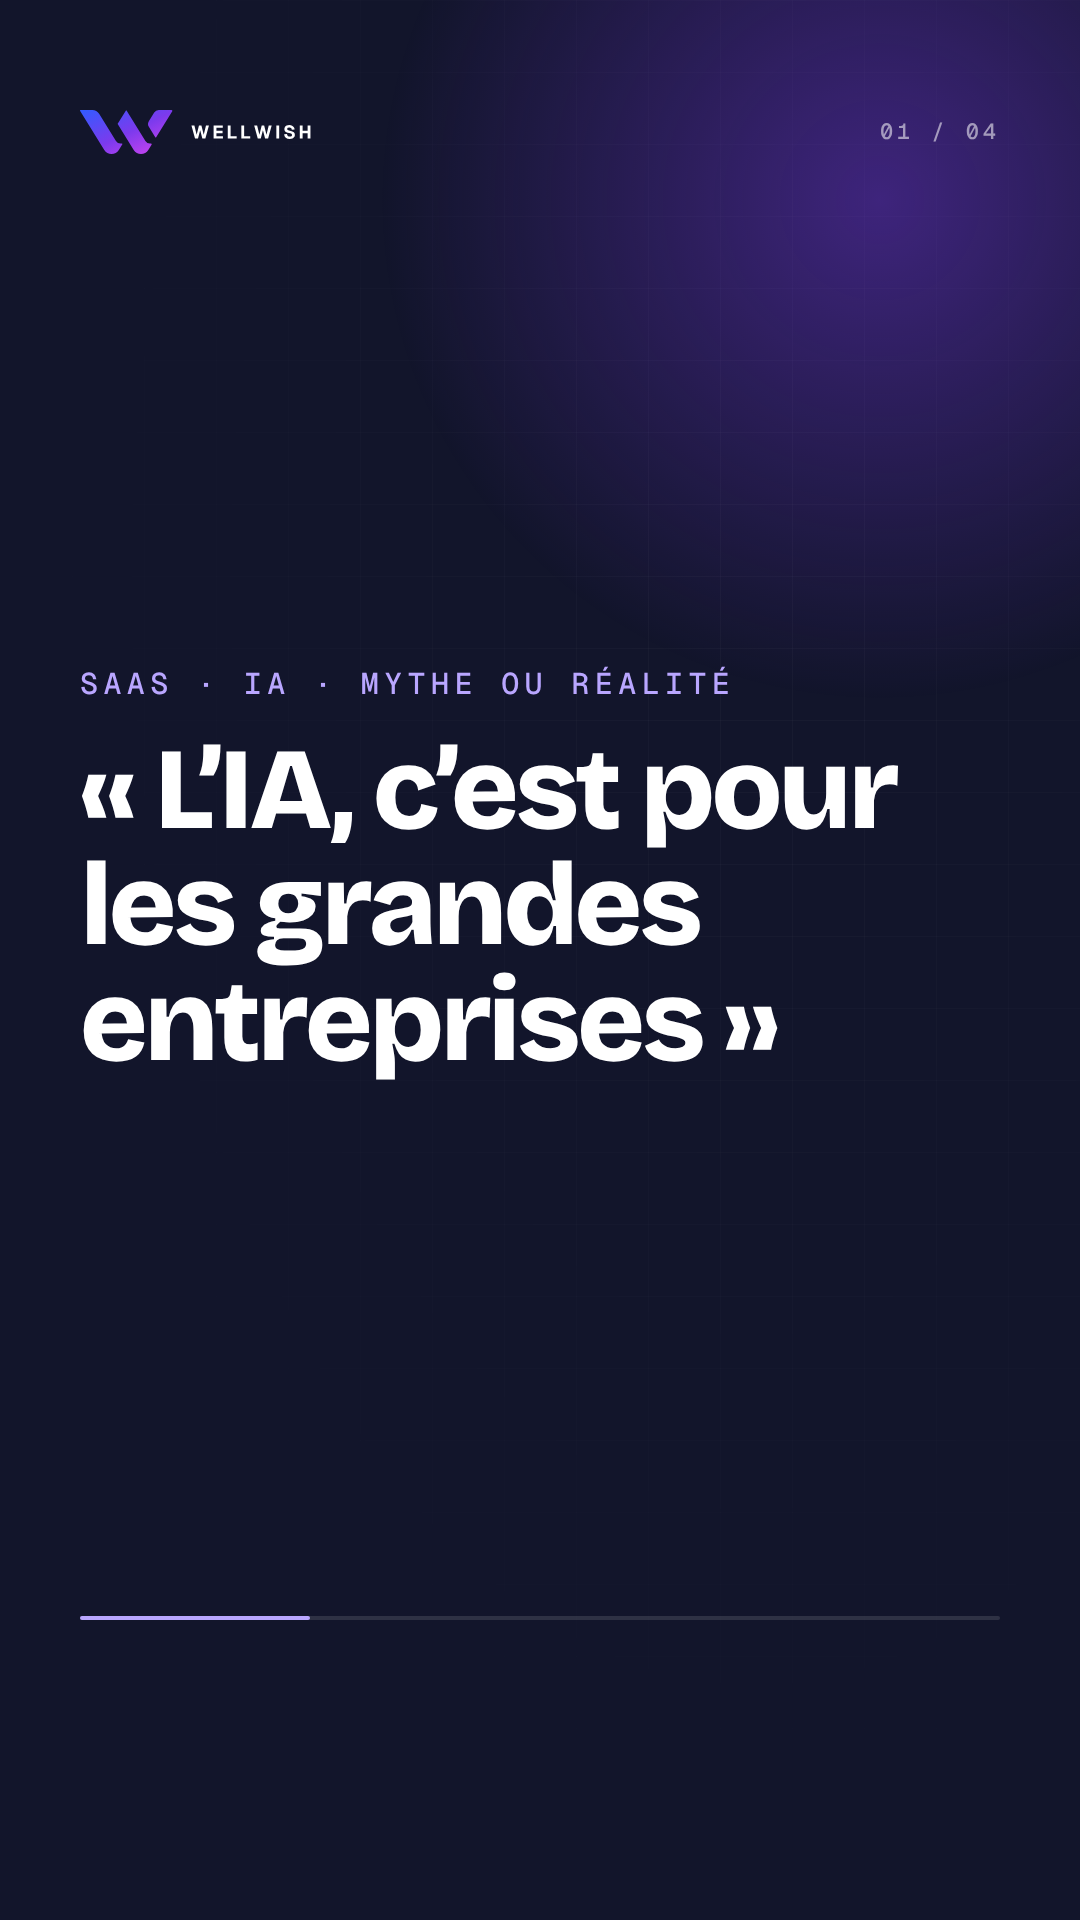 WELLWISH
01 / 04
SAAS · IA · MYTHE OU RÉALITÉ
« L’IA, c’est pour
les grandes
entreprises »